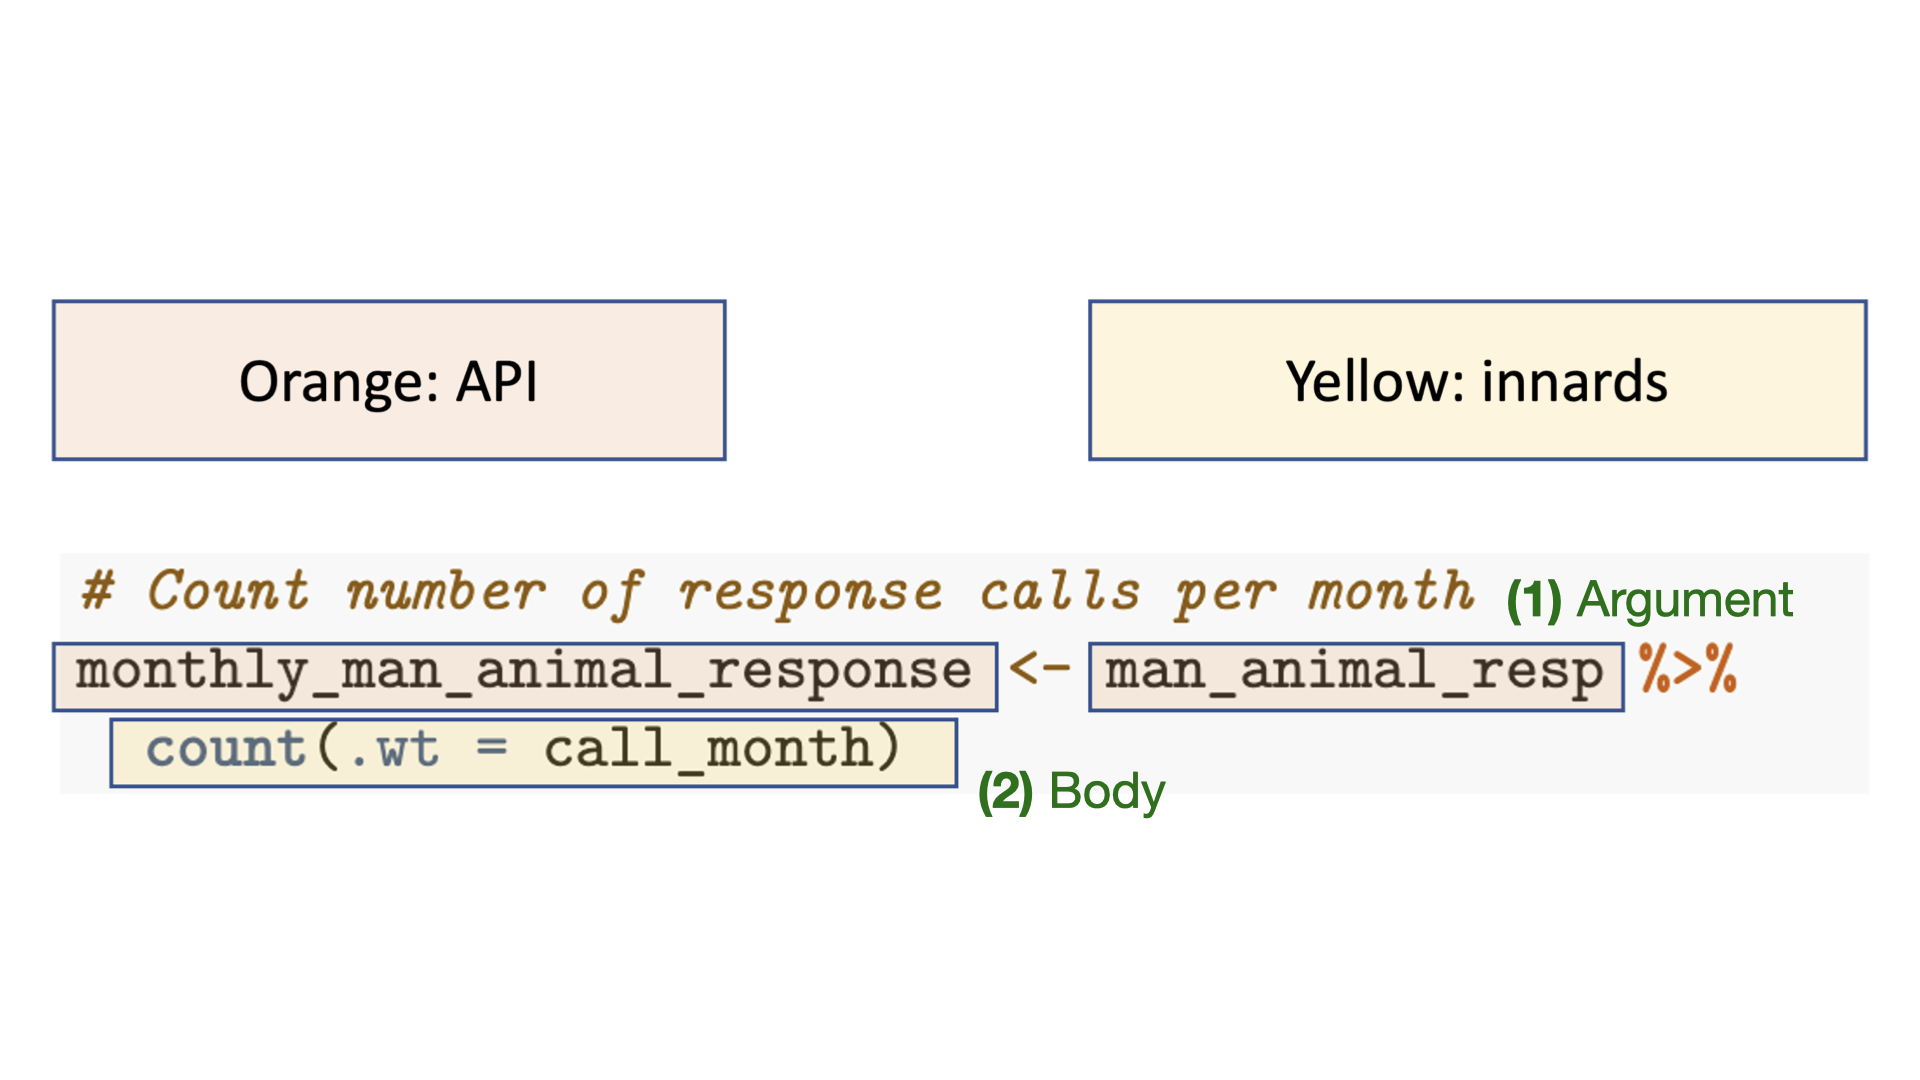 Orange: API
Yellow: innards
# Count number of response calls per month (1) Argument
monthly_man_animal_response <- man_animal_resp %>%
count(.wt = call_month)
(2) Body